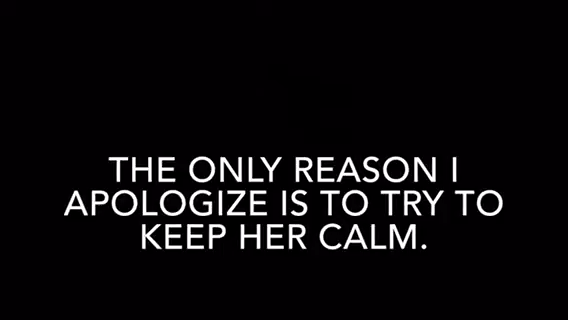 THE ONLY REASON I
APOLOGIZE IS TO TRY TO
KEEP HER CALM.